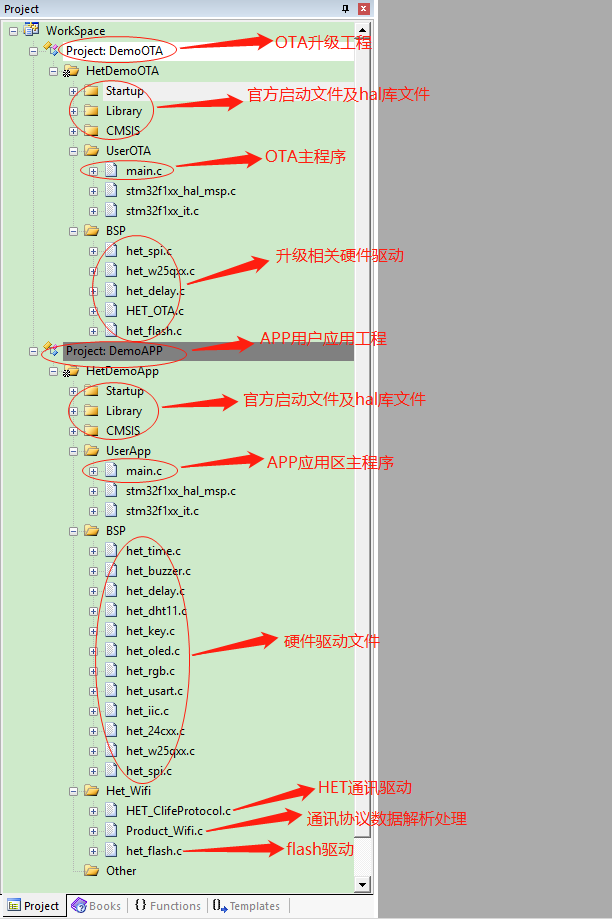 Project
WorkSpace
Project: DemoOTA
OTA升级工程
HetDemoOTA
Startup
官方启动文件及hal库文件
Library
CMSIS
UserOTA
main.c
OTA主程序
stm32f1xx_hal_msp.c
stm32f1xx_it.c
BSP
het_spi.c
升级相关硬件驱动
het_w25qxx.c
het_delay.c
HET_OTA.c
het_flash.c
APP用户应用工程
Project: DemoAPP
HetDemoApp
Startup
官方启动文件及hal库文件
Library
CMSIS
UserApp
APP应用区主程序
main.c
stm32f1xx_hal_msp.c
stm32f1xx_it.c
BSP
het_time.c
het_buzzer.c
het_delay.c
het_dht11.c
het_key.c
硬件驱动文件
het_oled.c
het_rgb.c
het_usart.c
het_iic.c
het_24cxx.c
het_w25qxx.c
het_spi.c
Het_Wifi
HET通讯驱动
HET_ClifeProtocol.c
通讯协议数据解析处理
Product_Wifi.c
het_flash.c
flash驱动
Other
Project Books {} Functions 0 Templates